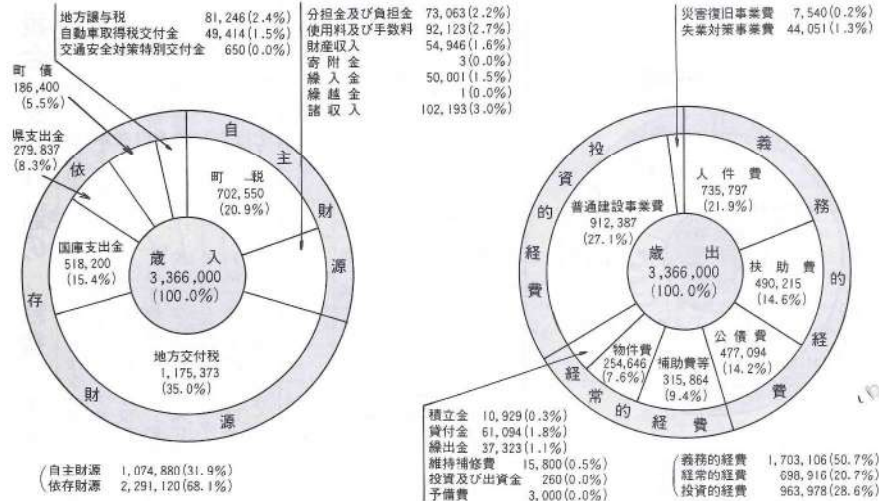 地方譲与税 81,246(2.4%)
自動車取得税交付金 49,414(1.5%)
交通安全対策特別交付金 650(0.0%)
町債
186,400
(5.5%)
県支出金
279.837
(8.3%)
国庫支出金
518,200
(15.4%)
地方交付税
1,175,373
(35.0%)
町税
702,550
(20.9%)
分担金及び負担金 73,063(2.2%)
使用料及び手数料 92,123(2.7%)
財産収入 54,946(1.6%)
寄附金 3(0.0%)
繰入金 50,001(1.5%)
繰越金 1(0.0%)
諸収入 102,193(3.0%)
歳入
3,366,000
(100.0%)
自主財源
依存財源
自主財源 1,074,880(31.9%)
依存財源 2,291,120(68.1%)
災害復旧事業費 7,540(0.2%)
失業対策事業費 44,051(1.3%)
普通建設事業費
912,387
(27.1%)
人件費
735,797
(21.9%)
扶助費
490,215
(14.6%)
公債費
477,094
(14.2%)
補助費等
315,864
(9.4%)
物件費
254,646
(7.6%)
歳出
3,366,000
(100.0%)
投資的経費
義務的経費
経常的経費
積立金 10,929(0.3%)
貸付金 61,094(1.8%)
繰出金 37,323(1.1%)
維持補修費 15,800(0.5%)
投資及び出資金 260(0.0%)
予備費 3,000(0.0%)
義務的経費 1,703,106(50.7%)
経常的経費 698,916(20.7%)
投資的経費 963,978(28.6%)